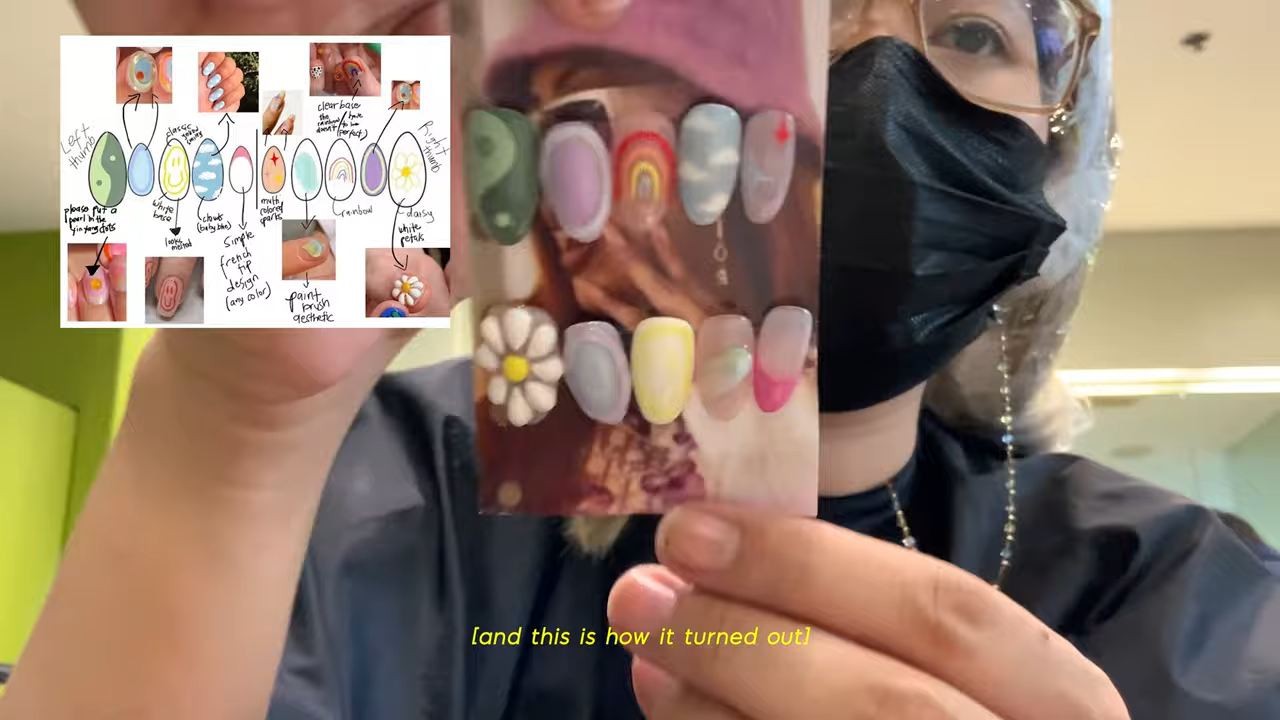 Left
thumb
please put a
pearl in the
yin yang dots
classic
white
base
looks
melted
clouds
(baby blue)
Simple
french
tip
design
(any color)
multi
colored
sparks
clear base
the
rainbow
doesn't
have
to be
(perfect)
rainbow
paint
brush
aesthetic
Right
thumb
daisy
white
petals
[and this is how it turned out]